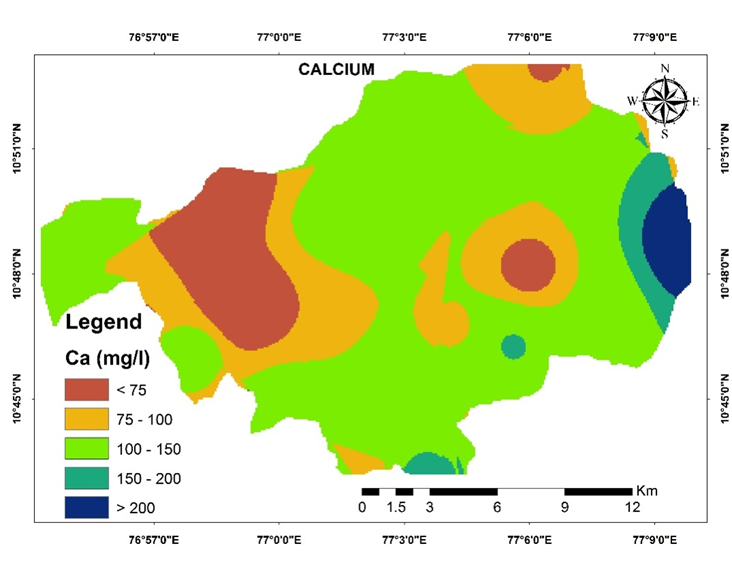 76°57'0"E 77°0'0"E 77°3'0"E 77°6'0"E 77°9'0"E
CALCIUM
N
W E
S
10°51'0"N 10°51'0"N
10°48'0"N 10°48'0"N
Legend
Ca (mg/l)
< 75
75 - 100
10°45'0"N 10°45'0"N
100 - 150
150 - 200
> 200
Km
0 1.5 3 6 9 12
76°57'0"E 77°0'0"E 77°3'0"E 77°6'0"E 77°9'0"E